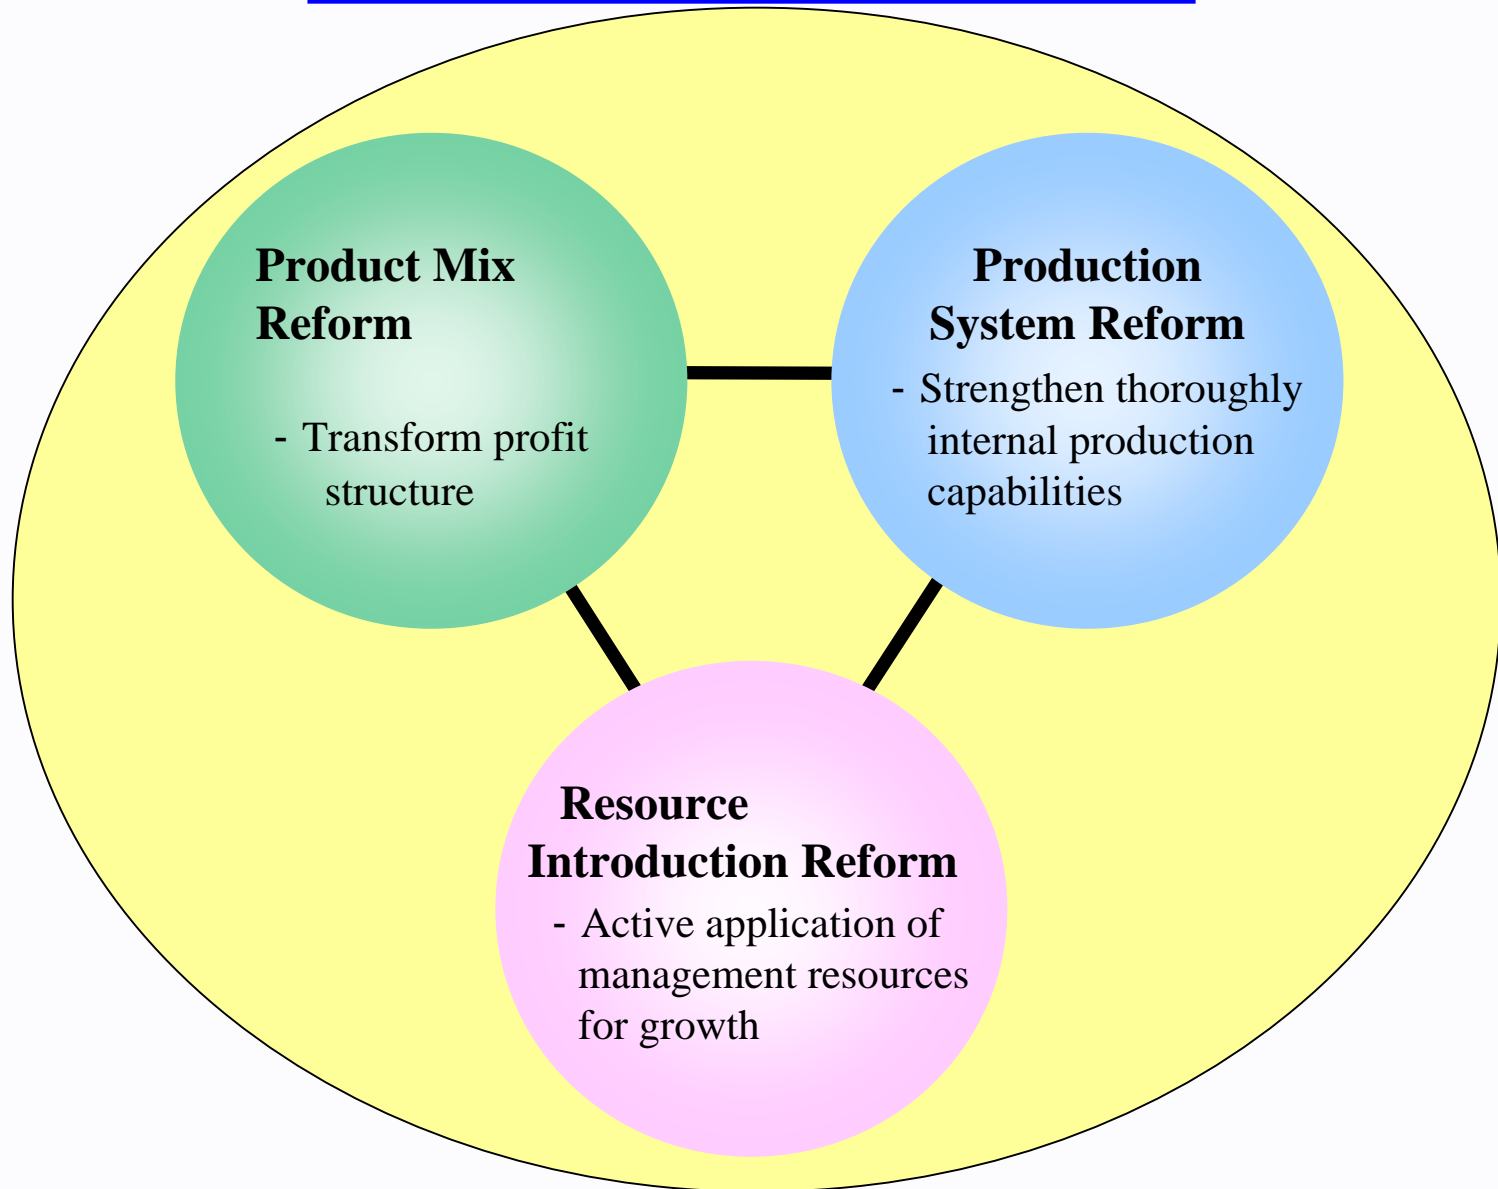 Product Mix
Reform
- Transform profit
structure
Production
System Reform
- Strengthen thoroughly
internal production
capabilities
Resource
Introduction Reform
- Active application of
management resources
for growth